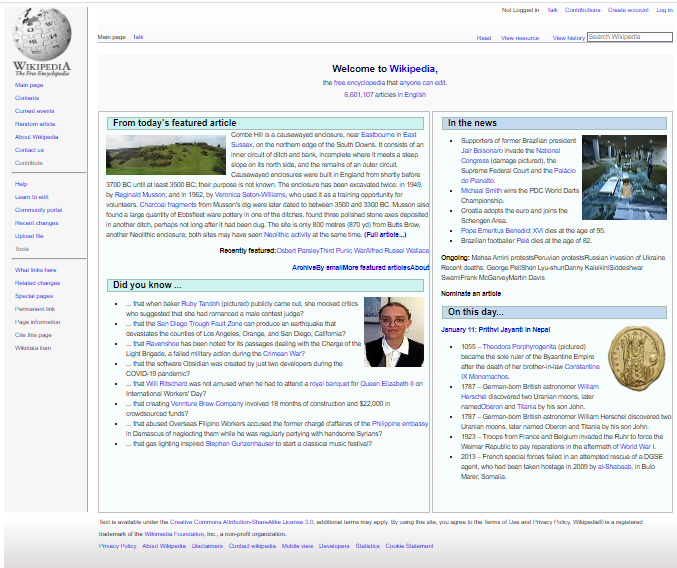 Not Logged in Talk Contributions Create account Log in
Main page Talk
Read View resource View history Search Wikipedia
WIKIPEDIA
The Free Encyclopedia
Main page
Contents
Current events
Random article
About Wikipedia
Contact us
Contribute
Help
Learn to edit
Community portal
Recent changes
Upload file
Tools
What links here
Related changes
Special pages
Permanent link
Page information
Cite this page
Wikidata item
Welcome to Wikipedia,
the free encyclopedia that anyone can edit.
6,601,107 articles in English
From today's featured article
Combe Hill is a causewayed enclosure, near Eastbourne in East
Sussex, on the northern edge of the South Downs. It consists of an
inner circuit of ditch and bank, incomplete where it meets a steep
slope on its north side, and the remains of an outer circuit.
Causewayed enclosures were built in England from shortly before
3700 BC until at least 3500 BC; their purpose is not known. The enclosure has been excavated twice: in 1949,
by Reginald Musson; and in 1962, by Veronica Seton-Williams, who used it as a training opportunity for
volunteers. Charcoal fragments from Musson's dig were later dated to between 3500 and 3300 BC. Musson also
found a large quantity of Ebbsfleet ware pottery in one of the ditches. found three polished stone axes deposited
in another ditch, perhaps not long after it had been dug. The site is only 800 metres (870 yd) from Butts Brow,
another Neolithic enclosure; both sites may have seen Neolithic activity at the same time. (Full article...)
Recently featured:Osbert ParsleyThird Punic WarAlfred Russel Wallace
ArchiveBy emailMore featured articlesAbout
Did you know ...
... that when baker Ruby Tandoh (pictured) publicly came out, she mocked critics
who suggested that she had romanced a male contest judge?
... that the San Diego Trough Fault Zone can produce an earthquake that
devastates the counties of Los Angeles, Orange, and San Diego, California?
... that Ravenshoe has been noted for its passages dealing with the Charge of the
Light Brigade, a failed military action during the Crimean War?
... that the software Obsidian was created by just two developers during the
COVID-19 pandemic?
... that Willi Ritschard was not amused when he had to attend a royal banquet for Queen Elizabeth II on
International Workers' Day?
... that creating Vennture Brew Company involved 18 months of construction and $22,000 in
crowdsourced funds?
... that abused Overseas Filipino Workers accused the former chargé d'affaires of the Philippine embassy
in Damascus of neglecting them while he was regularly partying with handsome Syrians?
... that gas lighting inspired Stephen Gunzenhauser to start a classical music festival?
In the news
Supporters of former Brazilian president
Jair Bolsonaro invade the National
Congress (damage pictured), the
Supreme Federal Court and the Palácio
do Planalto.
Michael Smith wins the PDC World Darts
Championship.
Croatia adopts the euro and joins the
Schengen Area.
Pope Emeritus Benedict XVI dies at the age of 95.
Brazilian footballer Pelé dies at the age of 82.
Ongoing: Mahsa Amini protestsPeruvian protestsRussian invasion of Ukraine
Recent deaths: George PellShen Lyu-shunDanny KaleikiniSiddeshwar
SwamiFrank McGarveyMartin Davis
Nominate an article
On this day...
January 11: Prithvi Jayanti in Nepal
1055 – Theodora Porphyrogenita (pictured)
became the sole ruler of the Byzantine Empire
after the death of her brother-in-law Constantine
IX Monomachos.
1787 – German-born British astronomer William
Herschel discovered two Uranian moons, later
namedOberon and Titania by his son John.
1787 – German-born British astronomer William Herschel discovered two
Uranian moons, later named Oberon and Titania by his son John.
1923 – Troops from France and Belgium invaded the Ruhr to force the
Weimar Republic to pay reparations in the aftermath of World War I.
2013 – French special forces failed in an attempted rescue of a DGSE
agent, who had been taken hostage in 2009 by al-Shabaab, in Bulo
Marer, Somalia.
Text is available under the Creative Commons Attribution-ShareAlike License 3.0; additional terms may apply. By using this site, you agree to the Terms of Use and Privacy Policy. Wikipedia® is a registered
trademark of the Wikimedia Foundation, Inc., a non-profit organization.
Privacy Policy About Wikipedia Disclaimers Contact wikipedia Mobile view Developers Statistics Cookie Statement